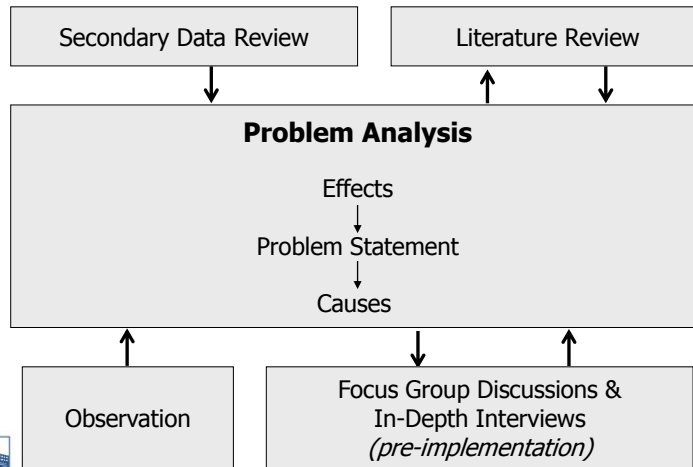 Secondary Data Review
Literature Review
Problem Analysis
Effects
Problem Statement
Causes
Observation
Focus Group Discussions &
In-Depth Interviews
(pre-implementation)